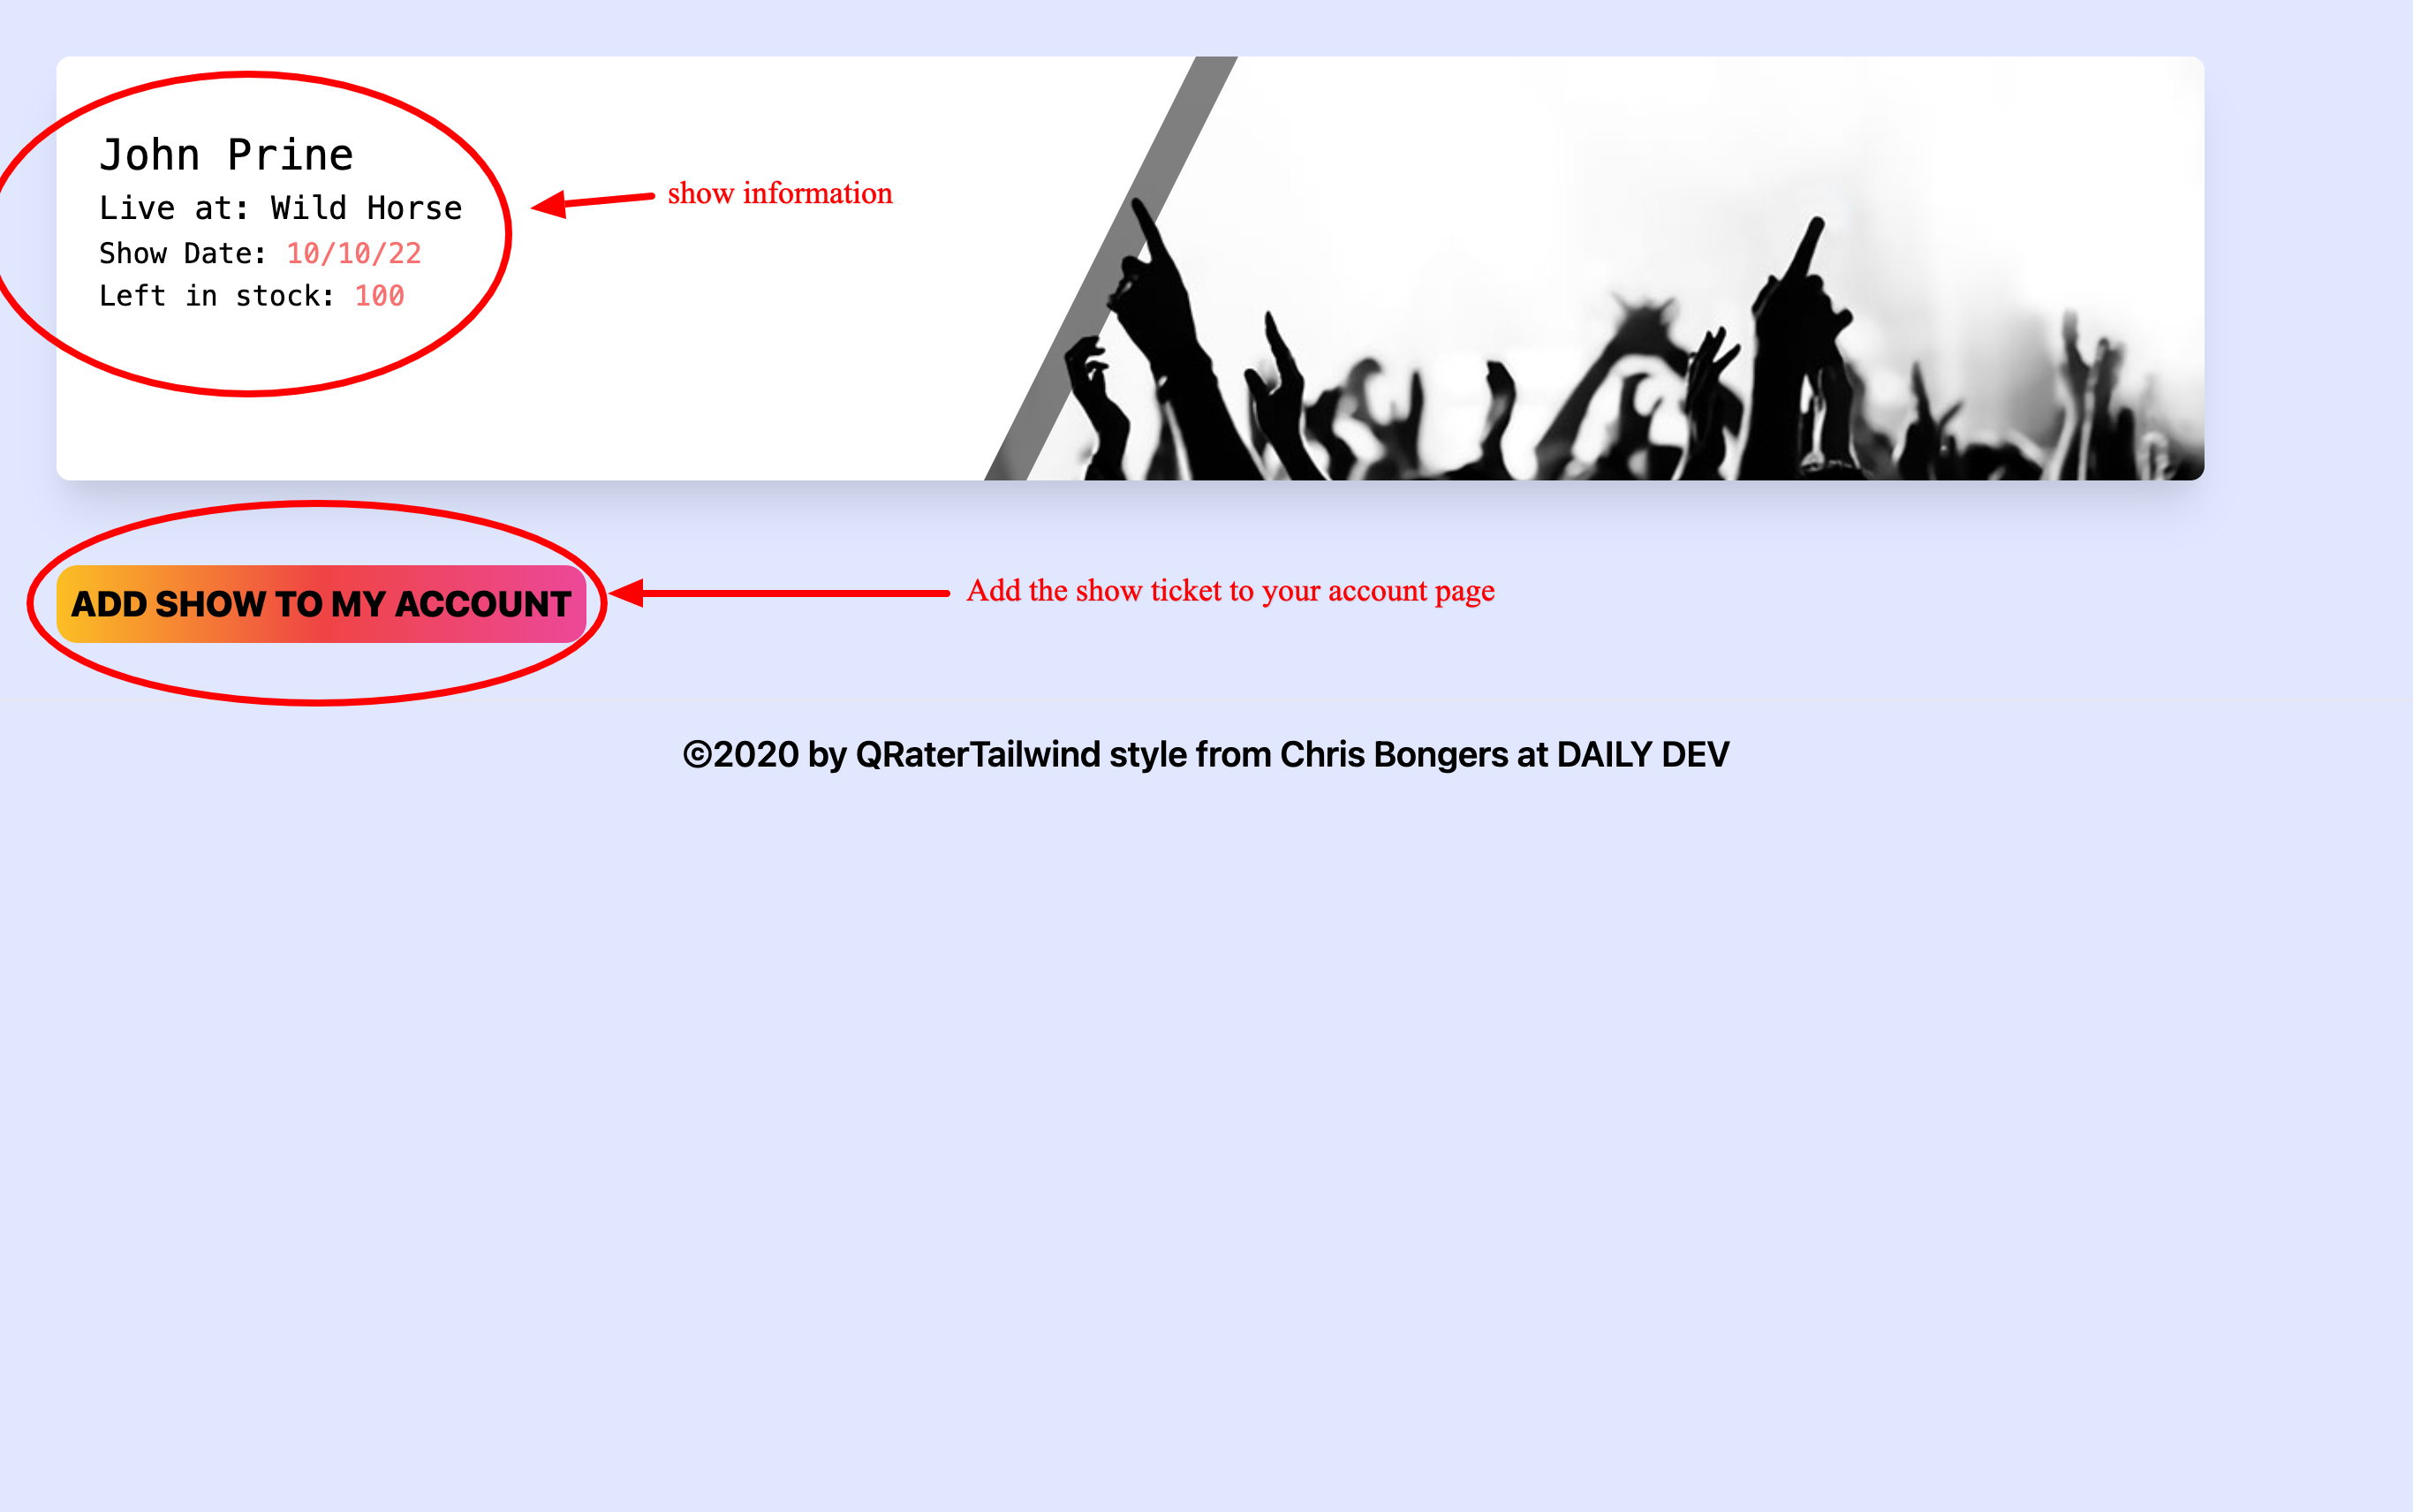 John Prine
Live at: Wild Horse
Show Date: 10/10/22
Left in stock: 100
show information
ADD SHOW TO MY ACCOUNT
Add the show ticket to your account page
©2020 by QRaterTailwind style from Chris Bongers at DAILY DEV